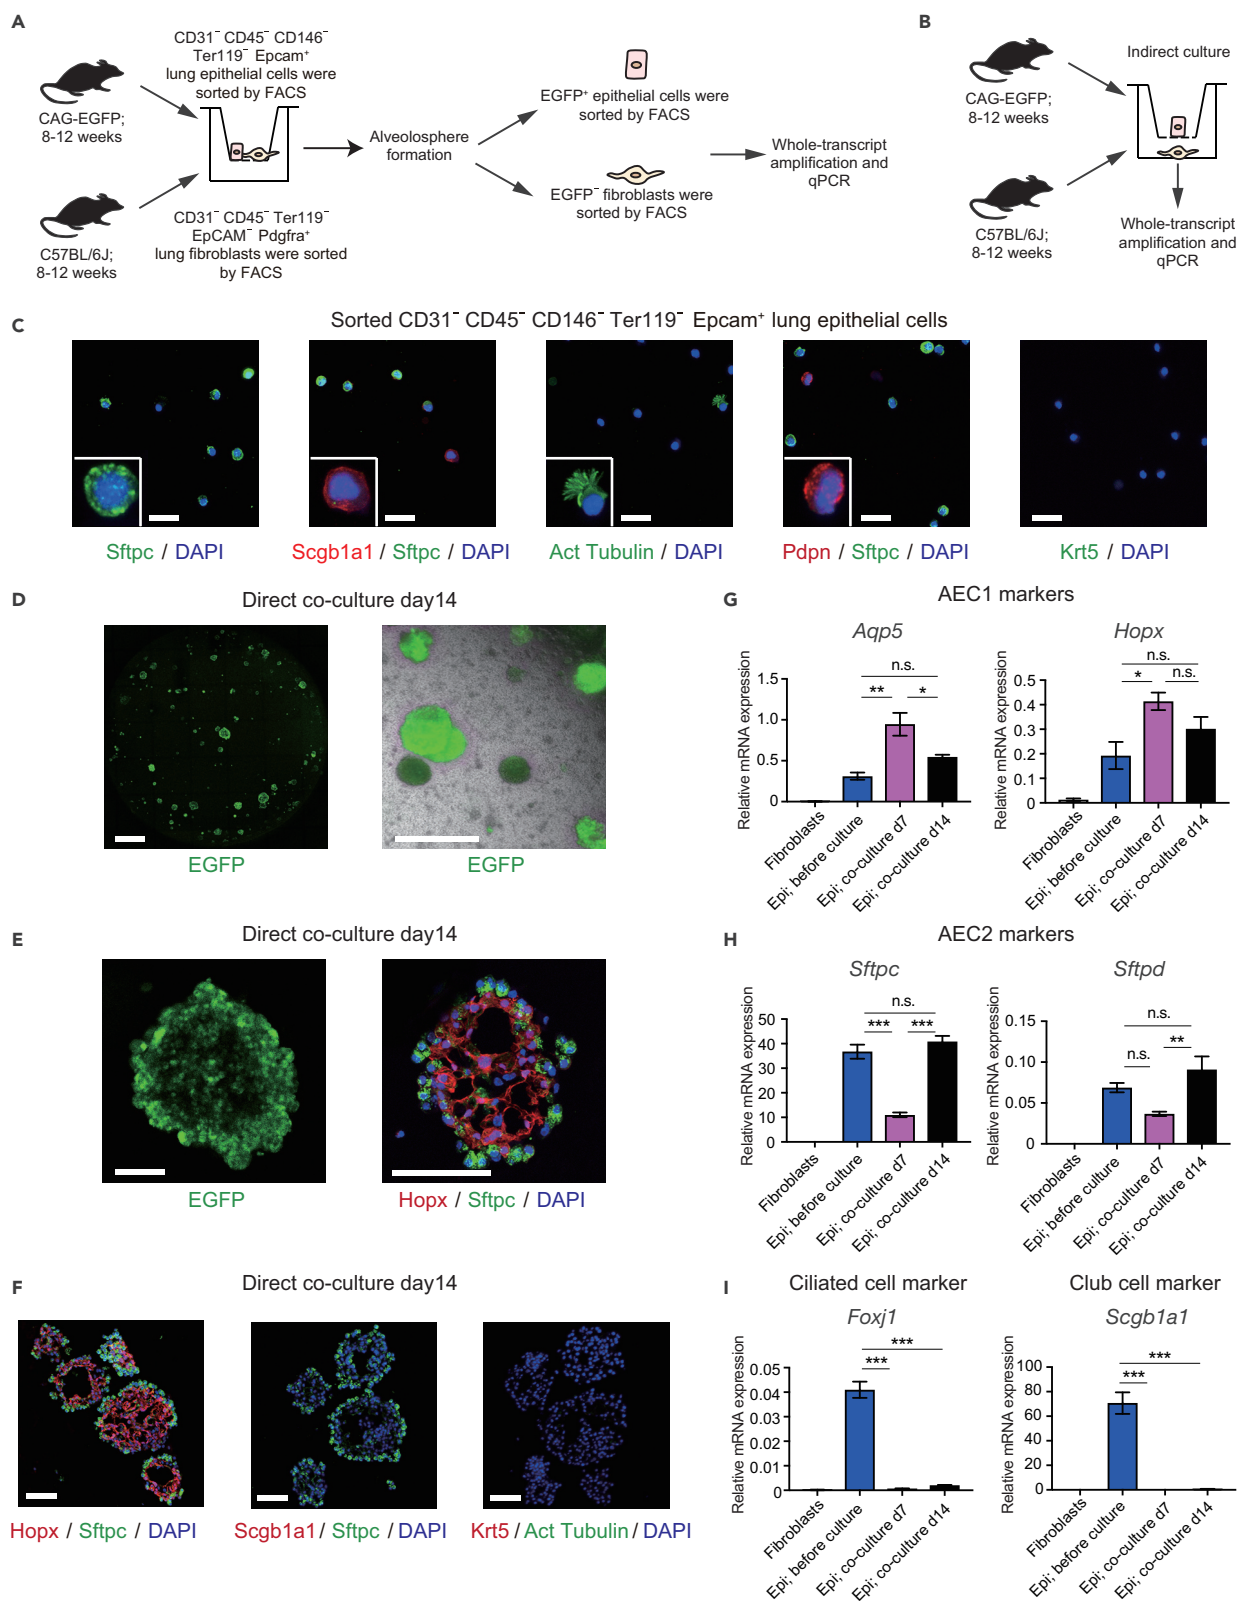 A
CD31⁻ CD45⁻ CD146⁻
Ter119⁻ Epcam⁺
lung epithelial cells were
sorted by FACS
CAG-EGFP;
8-12 weeks
C57BL/6J;
8-12 weeks
CD31⁻ CD45⁻ Ter119⁻
EpCAM⁻ Pdgfra⁺
lung fibroblasts were sorted
by FACS
Alveolosphere
formation
EGFP⁺ epithelial cells were
sorted by FACS
EGFP⁻ fibroblasts were
sorted by FACS
Whole-transcript
amplification and
qPCR
B
Indirect culture
CAG-EGFP;
8-12 weeks
C57BL/6J;
8-12 weeks
Whole-transcript
amplification and
qPCR
C
Sorted CD31⁻ CD45⁻ CD146⁻ Ter119⁻ Epcam⁺ lung epithelial cells
Sftpc / DAPI
Scgb1a1 / Sftpc / DAPI
Act Tubulin / DAPI
Pdpn / Sftpc / DAPI
Krt5 / DAPI
D
Direct co-culture day14
EGFP
EGFP
E
Direct co-culture day14
EGFP
Hopx / Sftpc / DAPI
F
Direct co-culture day14
Hopx / Sftpc / DAPI
Scgb1a1 / Sftpc / DAPI
Krt5 / Act Tubulin / DAPI
G
AEC1 markers
Aqp5
Relative mRNA expression
1.5
1.0
0.5
0
n.s.
**
*
Fibroblasts
Epi; before culture
Epi; co-culture d7
Epi; co-culture d14
Hopx
Relative mRNA expression
0.5
0.4
0.3
0.2
0.1
0
n.s.
*
n.s.
Fibroblasts
Epi; before culture
Epi; co-culture d7
Epi; co-culture d14
H
AEC2 markers
Sftpc
Relative mRNA expression
50
40
30
20
10
0
n.s.
***
***
Fibroblasts
Epi; before culture
Epi; co-culture d7
Epi; co-culture d14
Sftpd
Relative mRNA expression
0.15
0.10
0.05
0
n.s.
n.s.
**
Fibroblasts
Epi; before culture
Epi; co-culture d7
Epi; co-culture d14
I
Ciliated cell marker
Foxj1
Relative mRNA expression
0.05
0.04
0.03
0.02
0.01
0
***
***
Fibroblasts
Epi; before culture
Epi; co-culture d7
Epi; co-culture d14
Club cell marker
Scgb1a1
Relative mRNA expression
100
80
60
40
20
0
***
***
Fibroblasts
Epi; before culture
Epi; co-culture d7
Epi; co-culture d14